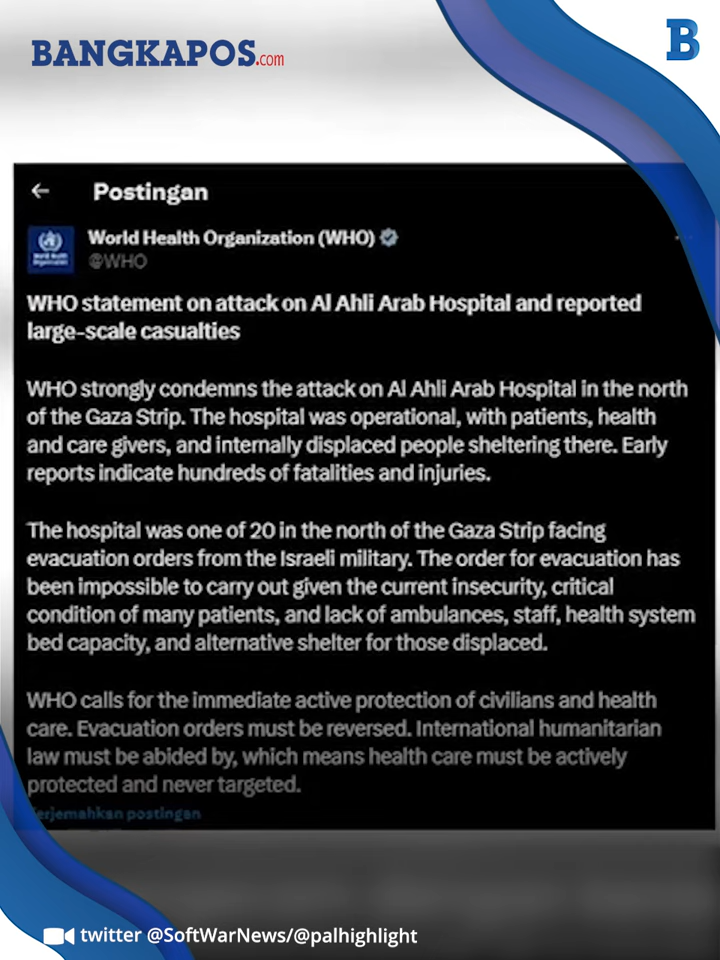 BANGKAPOS.com
B
Postingan
World Health Organization (WHO)
@WHO
WHO statement on attack on Al Ahli Arab Hospital and reported
large-scale casualties
WHO strongly condemns the attack on Al Ahli Arab Hospital in the north
of the Gaza Strip. The hospital was operational, with patients, health
and care givers, and internally displaced people sheltering there. Early
reports indicate hundreds of fatalities and injuries.
The hospital was one of 20 in the north of the Gaza Strip facing
evacuation orders from the Israeli military. The order for evacuation has
been impossible to carry out given the current insecurity, critical
condition of many patients, and lack of ambulances, staff, health system
bed capacity, and alternative shelter for those displaced.
WHO calls for the immediate active protection of civilians and health
care. Evacuation orders must be reversed. International humanitarian
law must be abided by, which means health care must be actively
protected and never targeted.
erjemahkan postingan
twitter @SoftWarNews/@palhighlight